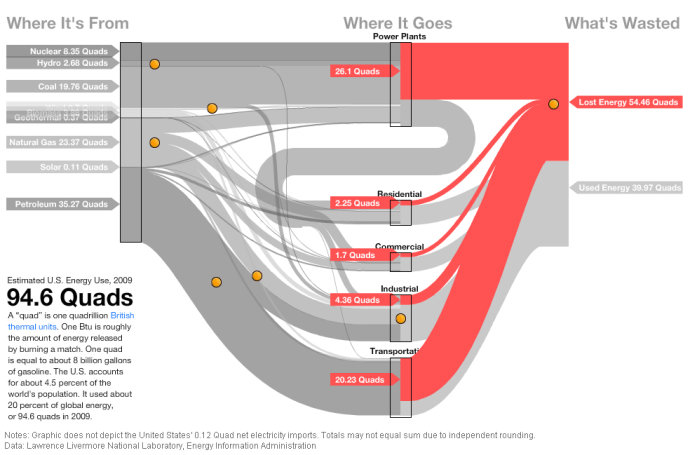 Where It's From
Where It Goes
What's Wasted
Power Plants
Nuclear 8.35 Quads
Hydro 2.68 Quads
26.1 Quads
Coal 19.76 Quads
Lost Energy 54.46 Quads
Geothermal 0.37 Quads
Natural Gas 23.37 Quads
Solar 0.11 Quads
Used Energy 39.97 Quads
Residential
2.25 Quads
Petroleum 35.27 Quads
Commercial
1.7 Quads
Industrial
4.36 Quads
Transportati
20.23 Quads
Estimated U.S. Energy Use, 2009
94.6 Quads
A “quad” is one quadrillion British
thermal units. One Btu is roughly
the amount of energy released
by burning a match. One quad
is equal to about 8 billion gallons
of gasoline. The U.S. accounts
for about 4.5 percent of the
world's population. It used about
20 percent of global energy,
or 94.6 quads in 2009.
Notes: Graphic does not depict the United States' 0.12 Quad net electricity imports. Totals may not equal sum due to independent rounding.
Data: Lawrence Livermore National Laboratory, Energy Information Administration